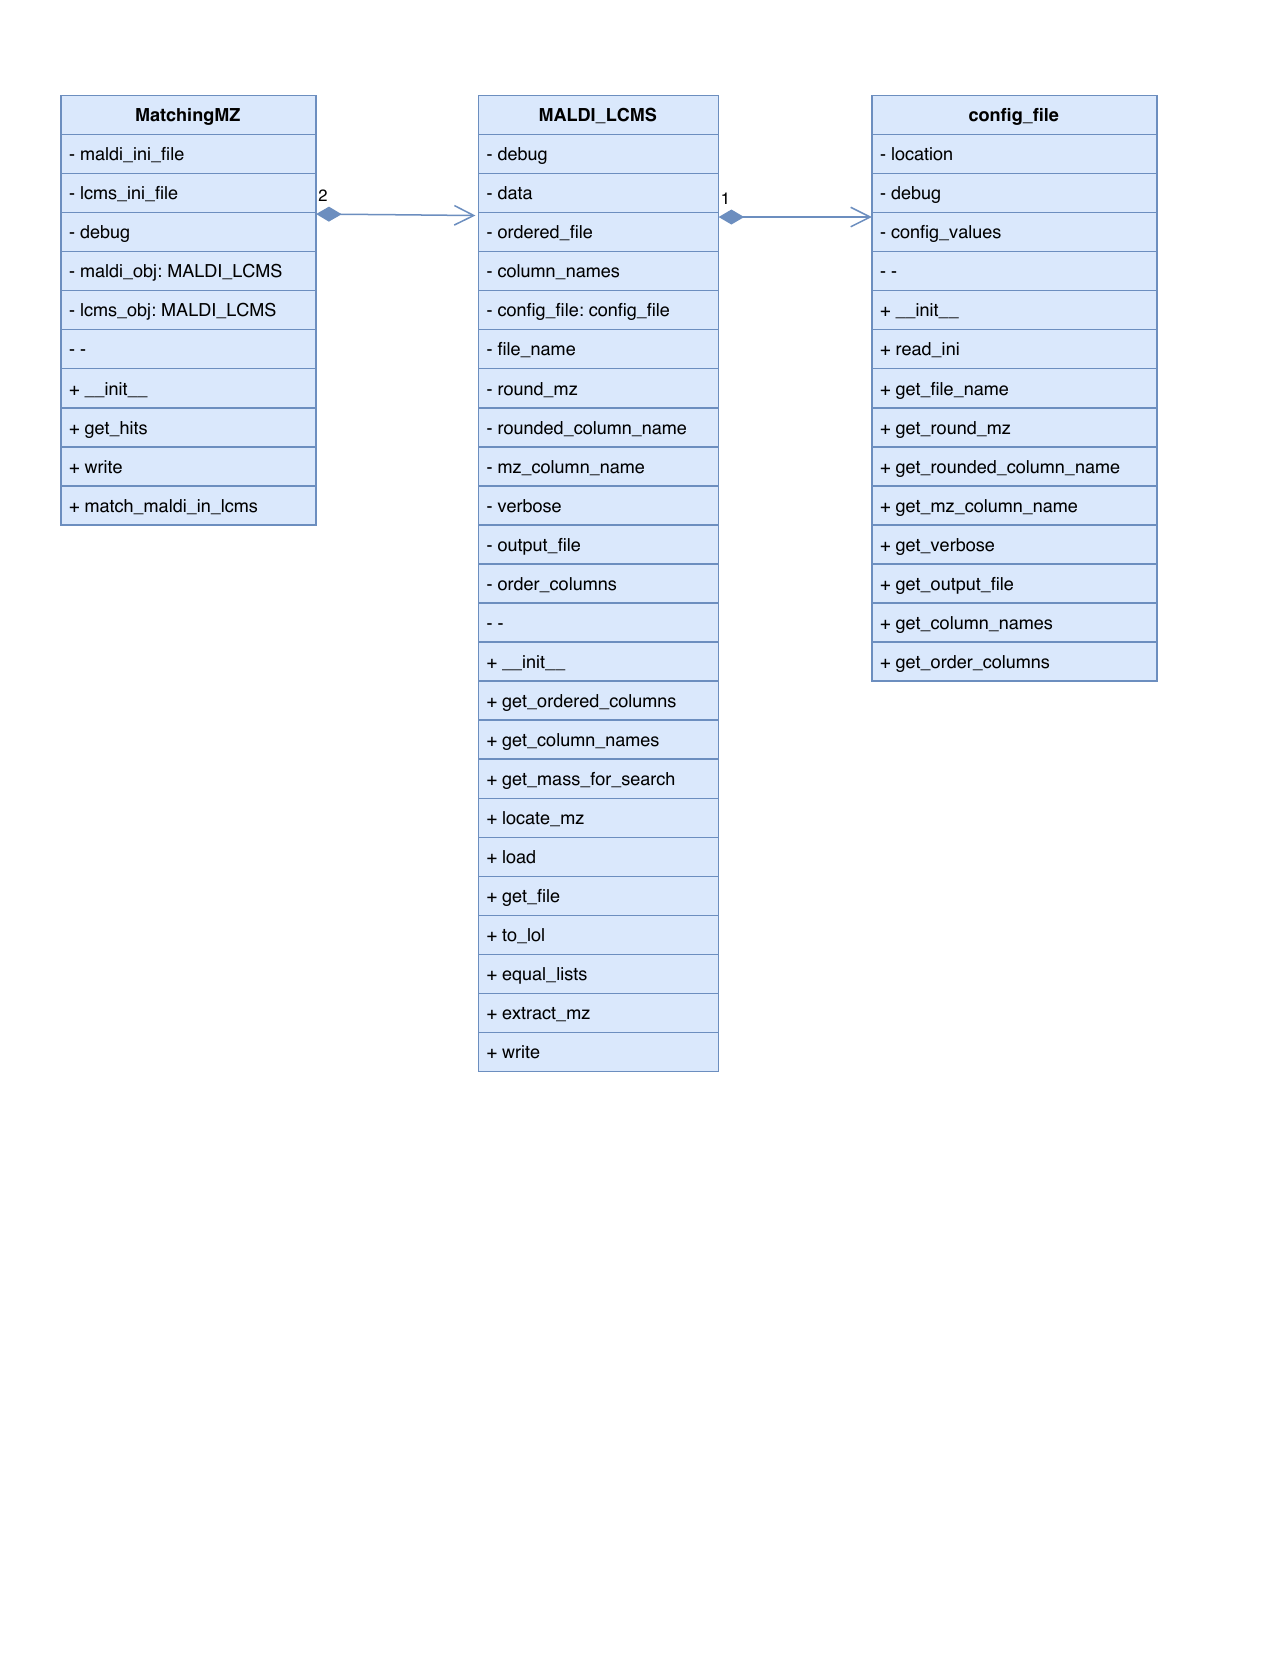 MatchingMZ
- maldi_ini_file
- lcms_ini_file
- debug
- maldi_obj: MALDI_LCMS
- lcms_obj: MALDI_LCMS
- -
+ __init__
+ get_hits
+ write
+ match_maldi_in_lcms
2
MALDI_LCMS
- debug
- data
- ordered_file
- column_names
- config_file: config_file
- file_name
- round_mz
- rounded_column_name
- mz_column_name
- verbose
- output_file
- order_columns
- -
+ __init__
+ get_ordered_columns
+ get_column_names
+ get_mass_for_search
+ locate_mz
+ load
+ get_file
+ to_lol
+ equal_lists
+ extract_mz
+ write
1
config_file
- location
- debug
- config_values
- -
+ __init__
+ read_ini
+ get_file_name
+ get_round_mz
+ get_rounded_column_name
+ get_mz_column_name
+ get_verbose
+ get_output_file
+ get_column_names
+ get_order_columns